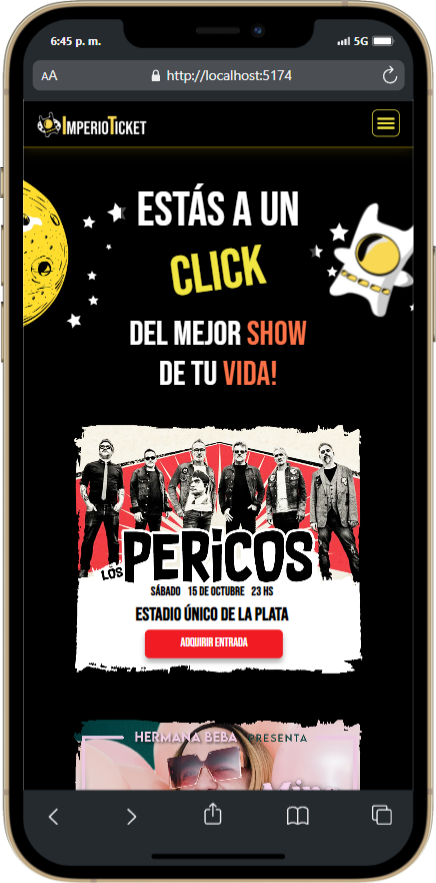 6:45 p. m.
5G
AA
http://localhost:5174
IMPERIOTICKET
ESTÁS A UN
CLICK
DEL MEJOR SHOW
DE TU VIDA!
LOS PERICOS
SÁBADO 15 DE OCTUBRE 23 HS
ESTADIO ÚNICO DE LA PLATA
ADQUIRIR ENTRADA
HERMANA BEBA PRESENTA